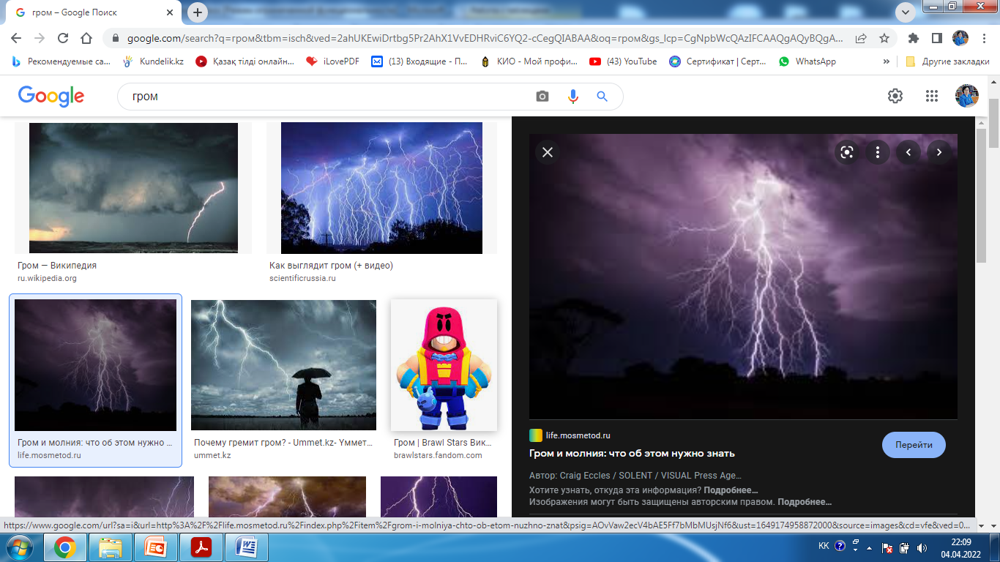 гром – Google Поиск
google.com/search?q=гром&tbm=isch&ved=2ahUKEwiDrtbg5Pr2AhX1VvEDHRviC6YQ2-cCegQIABAA&oq=гром&gs_lcp=CgNpbWcQAzIFCAAQgAQyBQgA...
Рекомендуемые са...
Kundelik.kz
Қазақ тілді онлайн...
iLovePDF
(13) Входящие - П...
КИО - Мой профи...
(43) YouTube
Сертификат | Серт...
WhatsApp
»
Другие закладки
Google
гром
Гром — Википедия
ru.wikipedia.org
Как выглядит гром (+ видео)
scientificrussia.ru
Гром и молния: что об этом нужно ...
life.mosmetod.ru
Почему гремит гром? - Ummet.kz- Yммет...
ummet.kz
Гром | Brawl Stars Вик...
brawlstars.fandom.com
life.mosmetod.ru
Гром и молния: что об этом нужно знать
Перейти
Автор: Craig Eccles / SOLENT / VISUAL Press Age...
Хотите узнать, откуда эта информация? Подробнее...
Изображения могут быть защищены авторским правом. Подробнее...
https://www.google.com/url?sa=i&url=http%3A%2F%2Flife.mosmetod.ru%2Findex.php%2Fitem%2Fgrom-i-molniya-chto-ob-etom-nuzhno-znat&psig=AOvVaw2ecV4bAE5Ff7bMbMUsjNf6&ust=1649174958872000&source=images&cd=vfe&ved=0...
KK
22:09
04.04.2022